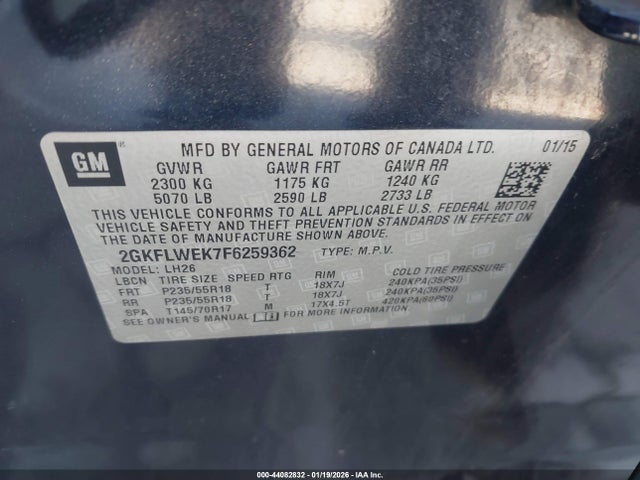 GM
MFD BY GENERAL MOTORS OF CANADA LTD. 01/15
GVWR GAWR FRT GAWR RR
2300 KG 1175 KG 1240 KG
5070 LB 2590 LB 2733 LB
THIS VEHICLE CONFORMS TO ALL APPLICABLE U.S. FEDERAL MOTOR
VEHICLE SAFETY AND THEFT PREVENTION STANDARDS IN EFFECT ON
THE DATE OF MANUFACTURE SHOWN ABOVE.
2GKFLWEK7F6259362 TYPE: M.P.V.
MODEL: LH26
LBCN TIRE SIZE SPEED RTG RIM COLD TIRE PRESSURE
FRT P235/55R18 T 18X7J 240KPA(35PSI)
RR P235/55R18 T 18X7J 240KPA(35PSI)
SPA T145/70R17 M 17X4.5T 420KPA(60PSI)
SEE OWNER'S MANUAL FOR MORE INFORMATION.
000-44082832 - 01/19/2026 - IAA Inc.